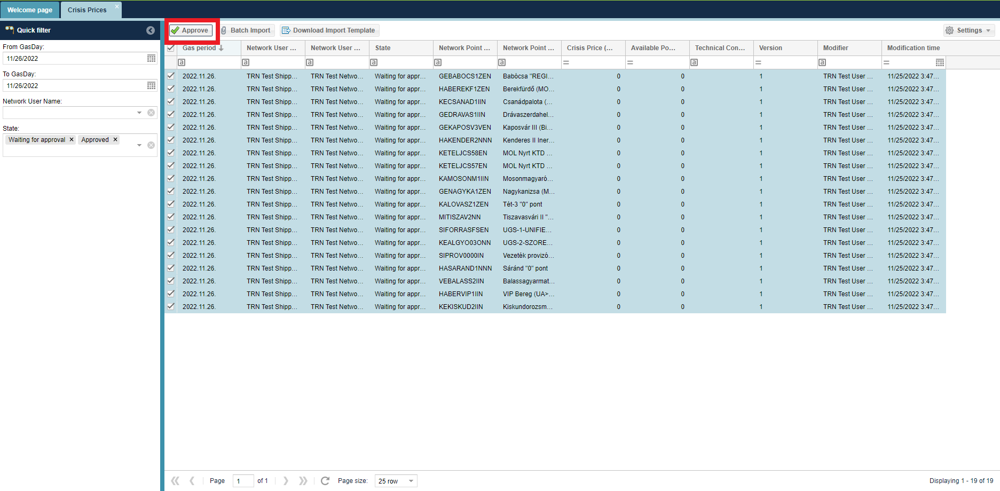 Welcome page Crisis Prices
Quick filter
From GasDay:
11/26/2022
To GasDay:
11/26/2022
Network User Name:
State:
Waiting for approval Approved
Approve Batch Import Download Import Template Settings
Gas period Network User ... Network User ... State Network Point ... Network Point ... Crisis Price (... Available Po... Technical Con... Version Modifier Modification time
2022.11.26. TRN Test Shipp... TRN Test Netwo... Waiting for appr... GEBABOCS1ZEN Babócsa "REGI... 0 0 1 TRN Test User ... 11/25/2022 3:47...
2022.11.26. TRN Test Shipp... TRN Test Netwo... Waiting for appr... HABEREKF1ZEN Berekfürdő (MO... 0 0 1 TRN Test User ... 11/25/2022 3:47...
2022.11.26. TRN Test Shipp... TRN Test Netwo... Waiting for appr... KECSANAD1IIN Csanádpalota (... 0 0 1 TRN Test User ... 11/25/2022 3:47...
2022.11.26. TRN Test Shipp... TRN Test Netwo... Waiting for appr... GEDRAVAS1IIN Drávaszerdahel... 0 0 1 TRN Test User ... 11/25/2022 3:47...
2022.11.26. TRN Test Shipp... TRN Test Netwo... Waiting for appr... GEKAPOSV3VEN Kaposvár III (Bi... 0 0 1 TRN Test User ... 11/25/2022 3:47...
2022.11.26. TRN Test Shipp... TRN Test Netwo... Waiting for appr... HAKENDER2NNN Kenderes II Iner... 0 0 1 TRN Test User ... 11/25/2022 3:47...
2022.11.26. TRN Test Shipp... TRN Test Netwo... Waiting for appr... KETELJCS58EN MOL Nyrt KTD ... 0 0 1 TRN Test User ... 11/25/2022 3:47...
2022.11.26. TRN Test Shipp... TRN Test Netwo... Waiting for appr... KETELJCS57EN MOL Nyrt KTD ... 0 0 1 TRN Test User ... 11/25/2022 3:47...
2022.11.26. TRN Test Shipp... TRN Test Netwo... Waiting for appr... KAMOSONM1IIN Mosonmagyaró... 0 0 1 TRN Test User ... 11/25/2022 3:47...
2022.11.26. TRN Test Shipp... TRN Test Netwo... Waiting for appr... GENAGYKA1ZEN Nagykanizsa (M... 0 0 1 TRN Test User ... 11/25/2022 3:47...
2022.11.26. TRN Test Shipp... TRN Test Netwo... Waiting for appr... KALOVASZ1ZEN Tét-3 "0" pont 0 0 1 TRN Test User ... 11/25/2022 3:47...
2022.11.26. TRN Test Shipp... TRN Test Netwo... Waiting for appr... MITISZAV2NN Tiszavasvári II "... 0 0 1 TRN Test User ... 11/25/2022 3:47...
2022.11.26. TRN Test Shipp... TRN Test Netwo... Waiting for appr... SIFORRASFSEN UGS-1-UNIFIE... 0 0 1 TRN Test User ... 11/25/2022 3:47...
2022.11.26. TRN Test Shipp... TRN Test Netwo... Waiting for appr... KEALGYO03ONN UGS-2-SZORE... 0 0 1 TRN Test User ... 11/25/2022 3:47...
2022.11.26. TRN Test Shipp... TRN Test Netwo... Waiting for appr... SIPROV0000IN Vezeték provizó... 0 0 1 TRN Test User ... 11/25/2022 3:47...
2022.11.26. TRN Test Shipp... TRN Test Netwo... Waiting for appr... HASARAND1NNN Sáránd "0" pont 0 0 1 TRN Test User ... 11/25/2022 3:47...
2022.11.26. TRN Test Shipp... TRN Test Netwo... Waiting for appr... VEBALASS2IIN Balassagyarmat... 0 0 1 TRN Test User ... 11/25/2022 3:47...
2022.11.26. TRN Test Shipp... TRN Test Netwo... Waiting for appr... HABERVIP1IIN VIP Bereg (UA>... 0 0 1 TRN Test User ... 11/25/2022 3:47...
2022.11.26. TRN Test Shipp... TRN Test Netwo... Waiting for appr... KEKISKUD2IIN Kiskundorozsm... 0 0 1 TRN Test User ... 11/25/2022 3:47...
Page 1 of 1 Page size: 25 row Displaying 1 - 19 of 19